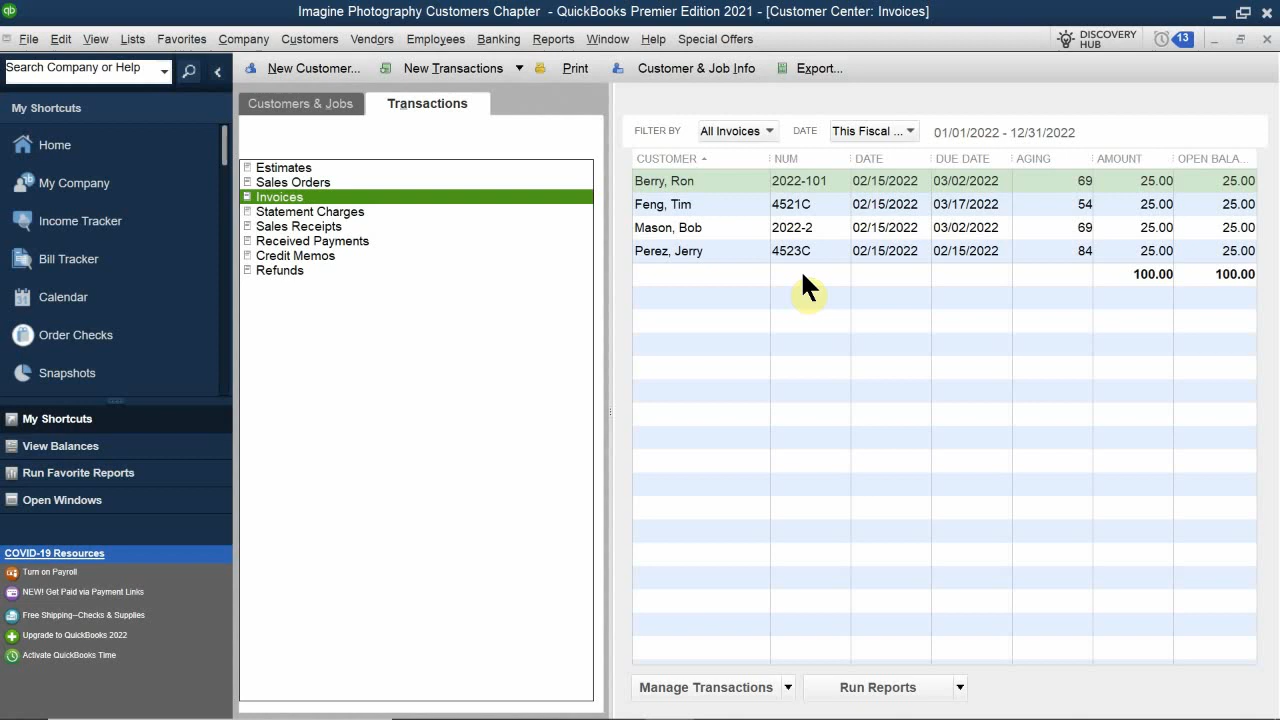 Imagine Photography Customers Chapter - QuickBooks Premier Edition 2021 - [Customer Center: Invoices]
File Edit View Lists Favorites Company Customers Vendors Employees Banking Reports Window Help Special Offers
DISCOVERY
HUB
13
Search Company or Help
New Customer... New Transactions Print Customer & Job Info Export...
My Shortcuts
Home
My Company
Income Tracker
Bill Tracker
Calendar
Order Checks
Snapshots
My Shortcuts
View Balances
Run Favorite Reports
Open Windows
COVID-19 Resources
Turn on Payroll
NEW! Get Paid via Payment Links
Free Shipping--Checks & Supplies
Upgrade to QuickBooks 2022
Activate QuickBooks Time
Customers & Jobs Transactions
Estimates
Sales Orders
Invoices
Statement Charges
Sales Receipts
Received Payments
Credit Memos
Refunds
FILTER BY All Invoices DATE This Fiscal ... 01/01/2022 - 12/31/2022
CUSTOMER NUM DATE DUE DATE AGING AMOUNT OPEN BALA...
Berry, Ron 2022-101 02/15/2022 03/02/2022 69 25.00 25.00
Feng, Tim 4521C 02/15/2022 03/17/2022 54 25.00 25.00
Mason, Bob 2022-2 02/15/2022 03/02/2022 69 25.00 25.00
Perez, Jerry 4523C 02/15/2022 02/15/2022 84 25.00 25.00
100.00 100.00
Manage Transactions Run Reports